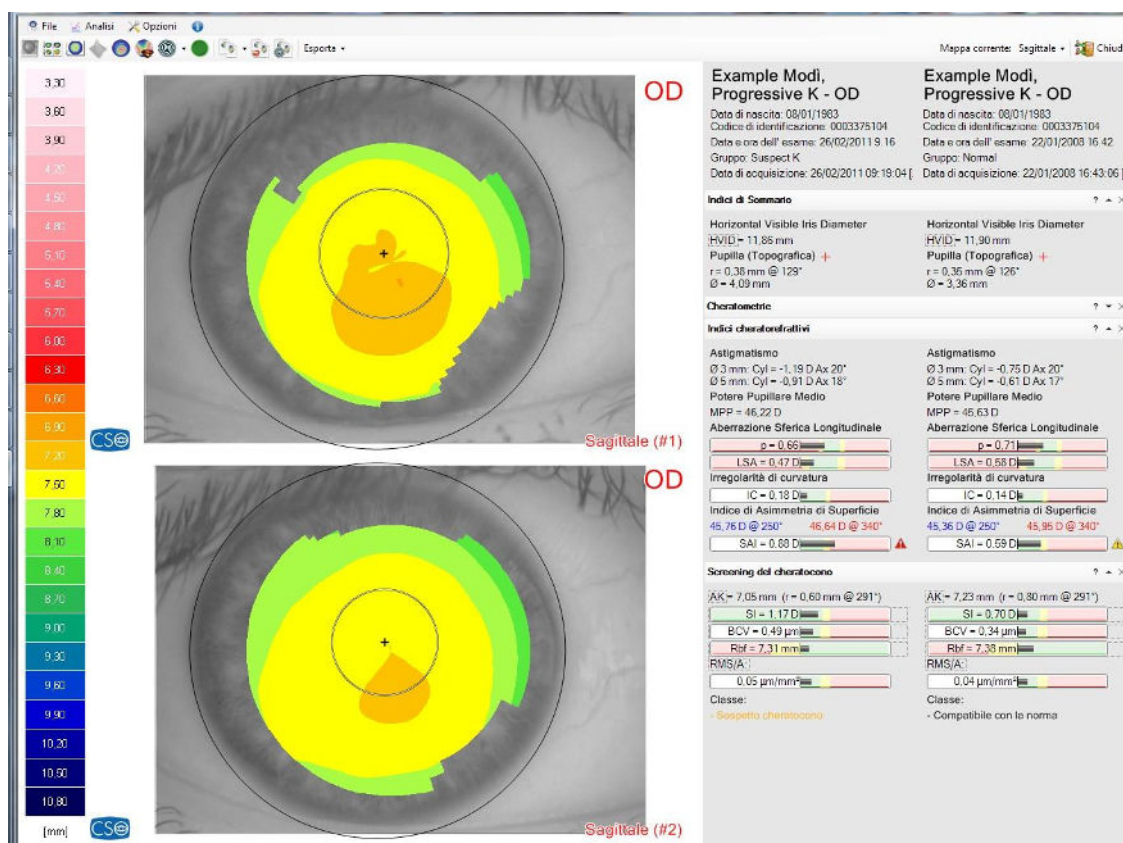 File Analisi Opzioni
Esporta
Mappa corrente: Sagittale Chiudi
3,30
3,60
3,90
4,20
4,50
4,80
5,10
5,40
5,70
6,00
6,30
6,60
6,90
7,20
7,50
7,80
8,10
8,40
8,70
9,00
9,30
9,60
9,90
10,20
10,50
10,80
[mm]
OD
CSO
Sagittale (#1)
OD
CSO
Sagittale (#2)
Example Modì,
Progressive K - OD
Data di nascita: 08/01/1983
Codice di identificazione: 0003375104
Data e ora dell' esame: 26/02/2011 9.16
Gruppo: Suspect K
Data di acquisizione: 26/02/2011 09:19:04 [.
Example Modì,
Progressive K - OD
Data di nascita: 08/01/1983
Codice di identificazione: 0003375104
Data e ora dell' esame: 22/01/2008 16.42
Gruppo: Normal
Data di acquisizione: 22/01/2008 16:43:06 ]
Indici di Sommario
Horizontal Visible Iris Diameter
HVID = 11,86 mm
Pupilla (Topografica)
r = 0,38 mm @ 129°
Ø = 4,09 mm
Horizontal Visible Iris Diameter
HVID = 11,90 mm
Pupilla (Topografica)
r = 0,35 mm @ 126°
Ø = 3,36 mm
Cheratometrie
Indici cheratorefrattivi
Astigmatismo
Ø 3 mm: Cyl = -1,19 D Ax 20°
Ø 5 mm: Cyl = -0,91 D Ax 18°
Potere Pupillare Medio
MPP = 46,22 D
Aberrazione Sferica Longitudinale
p = 0,66
LSA = 0,47 D
Irregolarità di curvatura
IC = 0,18 D
Indice di Asimmetria di Superficie
45,76 D @ 250° 46,64 D @ 340°
SAI = 0.88 D
Astigmatismo
Ø 3 mm: Cyl = -0,75 D Ax 20°
Ø 5 mm: Cyl = -0,61 D Ax 17°
Potere Pupillare Medio
MPP = 45,63 D
Aberrazione Sferica Longitudinale
p = 0,71
LSA = 0,58 D
Irregolarità di curvatura
IC = 0,14 D
Indice di Asimmetria di Superficie
45,36 D @ 250° 45,95 D @ 340°
SAI = 0.59 D
Screening del cheratocono
AK = 7,05 mm (r = 0,60 mm @ 291°)
SI = 1.17 D
BCV = 0,49 µm
Rbf = 7,31 mm
RMS/A:
0,05 µm/mm²
Classe:
- Sospetto cheratocono
AK = 7,23 mm (r = 0,80 mm @ 291°)
SI = 0.70 D
BCV = 0,34 µm
Rbf = 7,38 mm
RMS/A:
0,04 µm/mm²
Classe:
- Compatibile con la norma